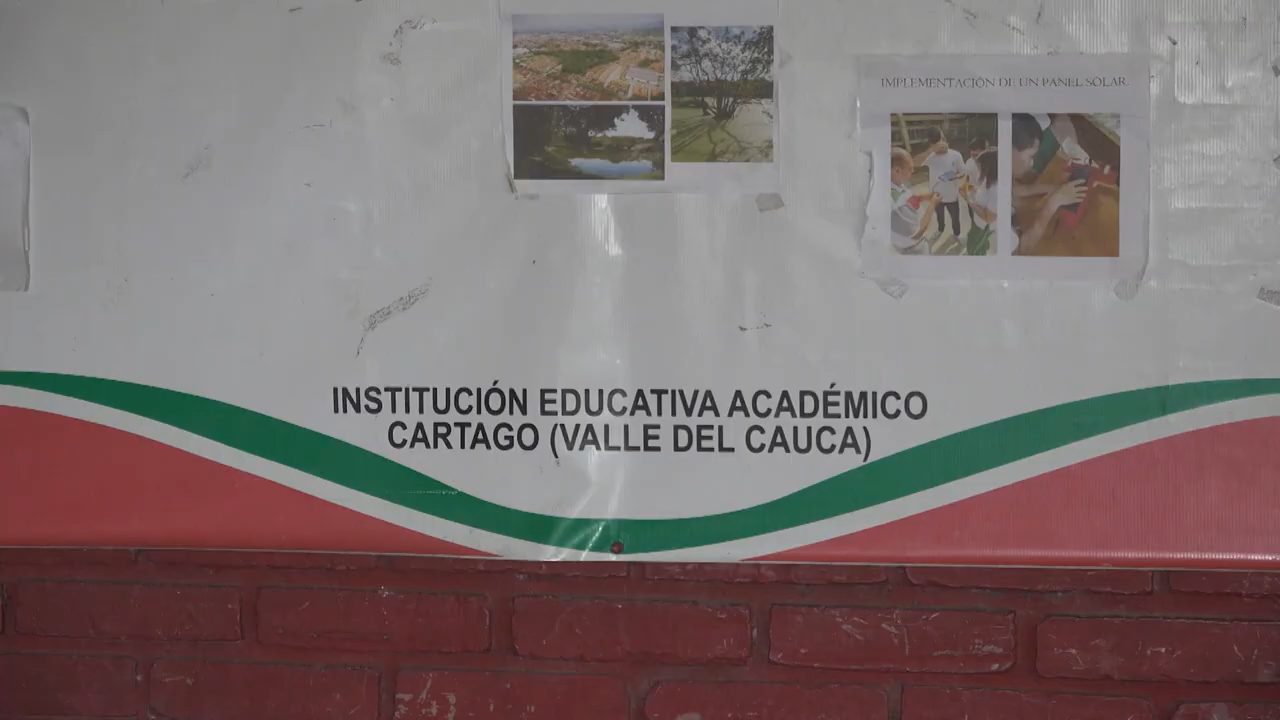 IMPLEMENTACIÓN DE UN PANEL SOLAR.
INSTITUCIÓN EDUCATIVA ACADÉMICO
CARTAGO (VALLE DEL CAUCA)